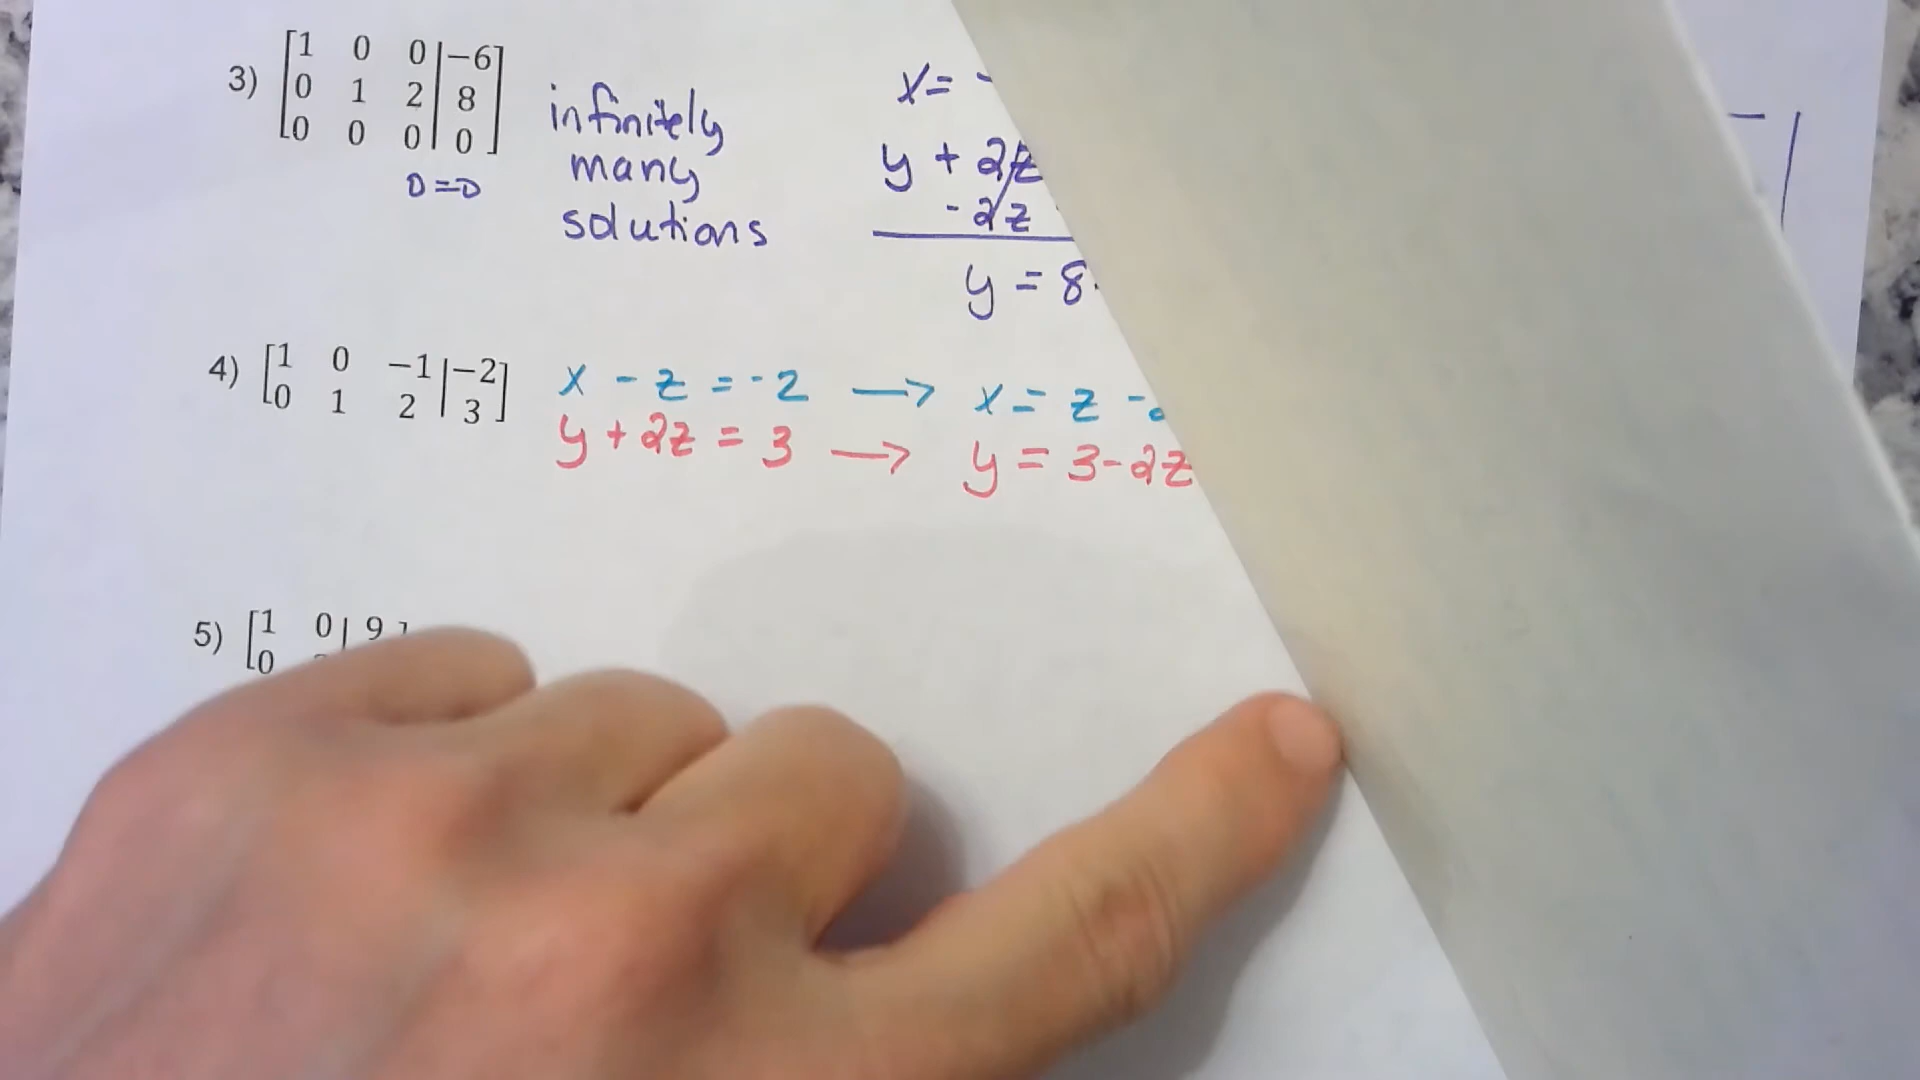 3) [1 0 0 | -6]
[0 1 2 | 8]
[0 0 0 | 0]
0=0
infinitely
many
solutions
x= -
y + 2z
- 2z
y = 8
4) [1 0 -1 | -2]
[0 1 2 | 3]
x - z = -2 → x = z -
y + 2z = 3 → y = 3-2z
5) [1 0 | 9]
[0